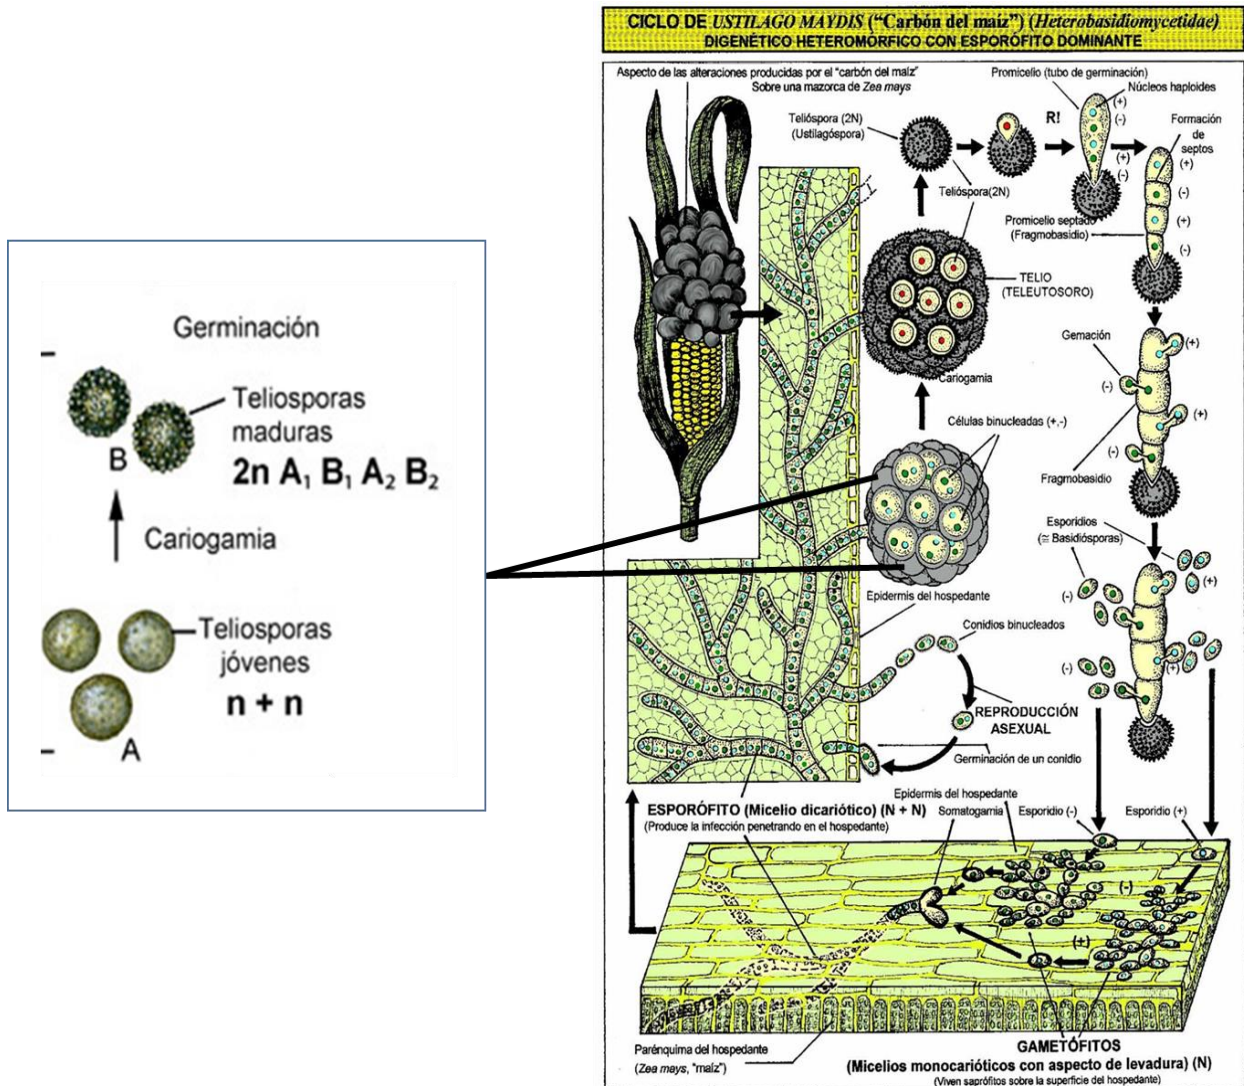 Germinación
Teliosporas
maduras
2n A₁ B₁ A₂ B₂
B
Cariogamia
Teliosporas
jóvenes
n + n
A
CICLO DE USTILAGO MAYDIS ("Carbón del maíz") (Heterobasidiomycetidae)
DIGENÉTICO HETEROMÓRFICO CON ESPORÓFITO DOMINANTE
Aspecto de las alteraciones producidas por el "carbón del maíz"
Sobre una mazorca de Zea mays
Promicelio (tubo de germinación)
Núcleos haploides
(+)
(-)
R!
(+)
(-)
Telióspora (2N)
(Ustilagóspora)
Formación
de
septos
(+)
(-)
(+)
(-)
Telióspora(2N)
Promicelio septado
(Fragmobasidio)
TELIO
(TELEUTOSORO)
Cariogamia
Gemación
(+)
(-)
(+)
(-)
Células binucleadas (+,-)
Fragmobasidio
Esporidios
(≅ Basidiósporas)
(-)
(+)
(-)
(+)
Epidermis del hospedante
Conidios binucleados
REPRODUCCIÓN
ASEXUAL
Germinación de un conidio
Epidermis del hospedante
ESPORÓFITO (Micelio dicariótico) (N + N)
(Produce la infección penetrando en el hospedante)
Somatogamia
Esporidio (-)
Esporidio (+)
(-)
(+)
Parénquima del hospedante
(Zea mays, "maíz")
GAMETÓFITOS
(Micelios monocarióticos con aspecto de levadura) (N)
(Viven saprófitos sobre la superficie del hospedante)